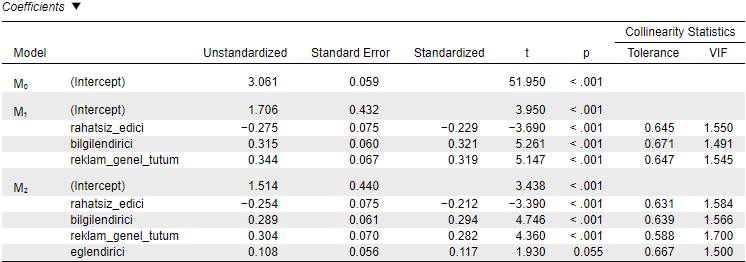 Coefficients ▼
Collinearity Statistics
Model Unstandardized Standard Error Standardized t p Tolerance VIF
M₀ (Intercept) 3.061 0.059 51.950 < .001
M₁ (Intercept) 1.706 0.432 3.950 < .001
rahatsiz_edici −0.275 0.075 −0.229 −3.690 < .001 0.645 1.550
bilgilendirici 0.315 0.060 0.321 5.261 < .001 0.671 1.491
reklam_genel_tutum 0.344 0.067 0.319 5.147 < .001 0.647 1.545
M₂ (Intercept) 1.514 0.440 3.438 < .001
rahatsiz_edici −0.254 0.075 −0.212 −3.390 < .001 0.631 1.584
bilgilendirici 0.289 0.061 0.294 4.746 < .001 0.639 1.566
reklam_genel_tutum 0.304 0.070 0.282 4.360 < .001 0.588 1.700
eglendirici 0.108 0.056 0.117 1.930 0.055 0.667 1.500